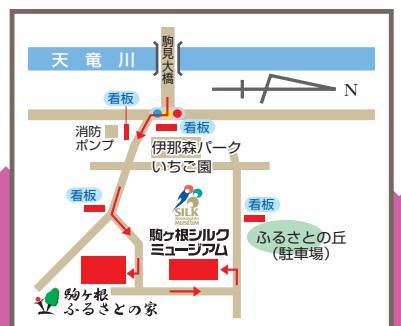 天竜川
駒見大橋
N
看板
看板
消防
ポンプ
伊那森パーク
いちご園
看板
SILK
MUSEUM
看板
駒ヶ根シルク
ミュージアム
ふるさとの丘
（駐車場）
駒ヶ根
ふるさとの家